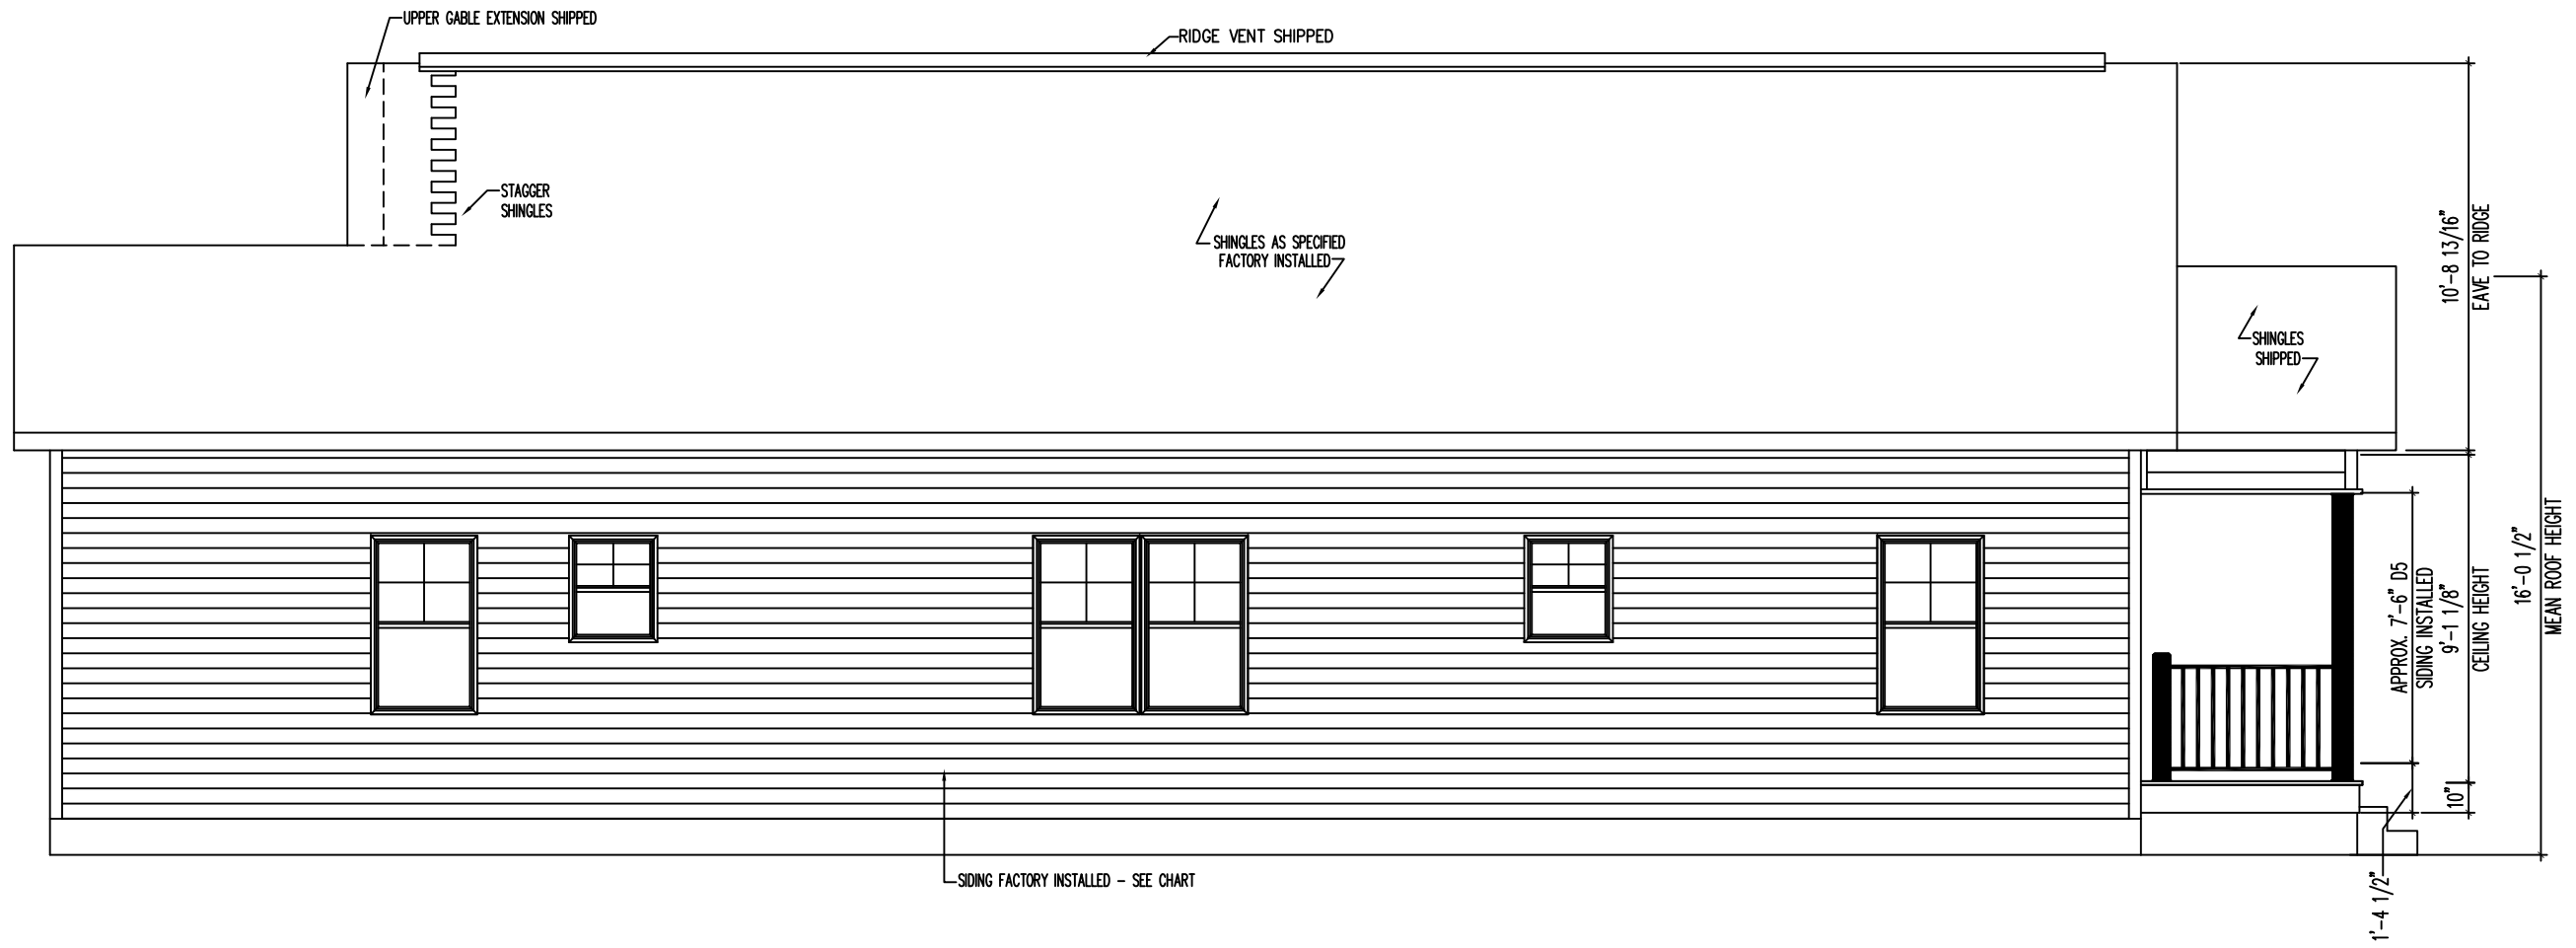 UPPER GABLE EXTENSION SHIPPED
RIDGE VENT SHIPPED
STAGGER
SHINGLES
SHINGLES AS SPECIFIED
FACTORY INSTALLED
SHINGLES
SHIPPED
10'-8 13/16"
EAVE TO RIDGE
APPROX. 7'-6" D5
SIDING INSTALLED
9'-1 1/8"
CEILING HEIGHT
16'-0 1/2"
MEAN ROOF HEIGHT
10"
1'-4 1/2"
SIDING FACTORY INSTALLED - SEE CHART